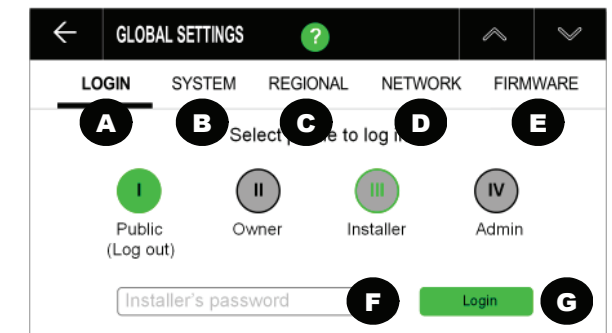 GLOBAL SETTINGS ?
LOGIN SYSTEM REGIONAL NETWORK FIRMWARE
A B C D E
Select to log
I II III IV
Public Owner Installer Admin
(Log out)
Installer's password F Login G